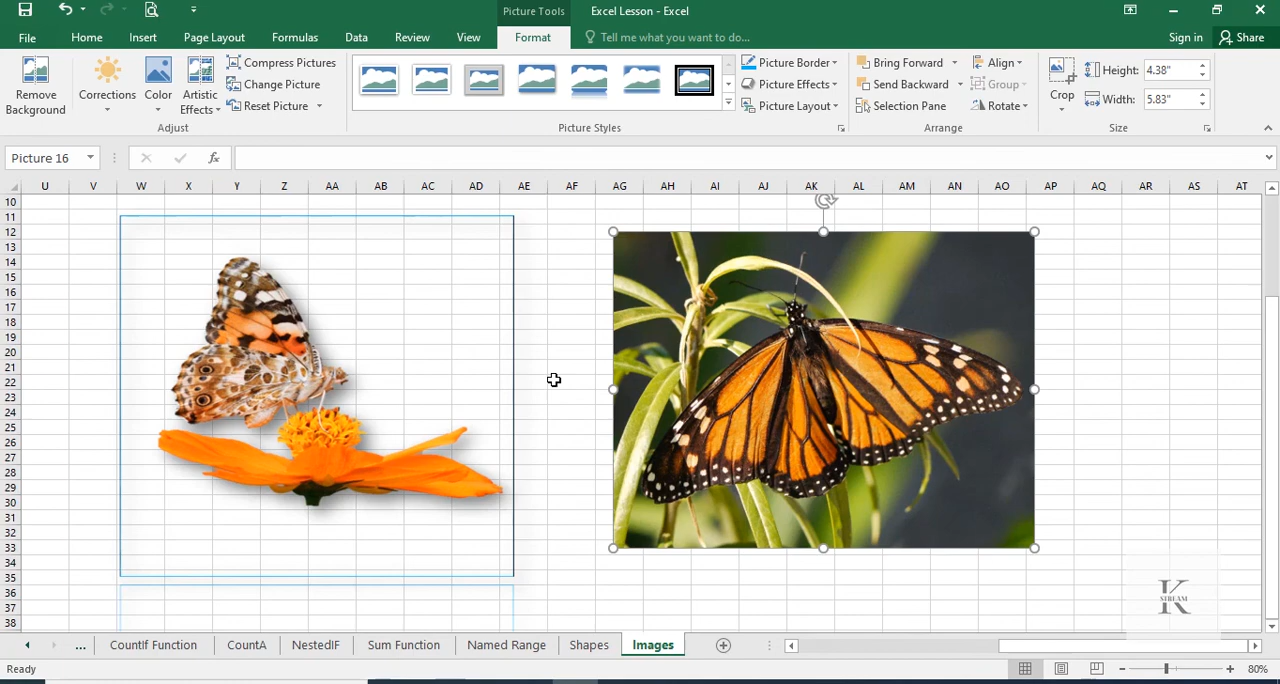 Picture Tools Excel Lesson - Excel
File Home Insert Page Layout Formulas Data Review View Format Tell me what you want to do... Sign in Share
Remove Background
Corrections
Color
Artistic Effects
Compress Pictures
Change Picture
Reset Picture
Picture Border
Picture Effects
Picture Layout
Bring Forward
Send Backward
Selection Pane
Align
Group
Rotate
Crop
Height: 4.38"
Width: 5.83"
Adjust Picture Styles Arrange Size
Picture 16 fx
U V W X Y Z AA AB AC AD AE AF AG AH AI AJ AK AL AM AN AO AP AQ AR AS AT
10
11
12
13
14
15
16
17
18
19
20
21
22
23
24
25
26
27
28
29
30
31
32
33
34
35
36
37
38
K
STREAM
... CountIf Function CountA NestedIF Sum Function Named Range Shapes Images
Ready 80%